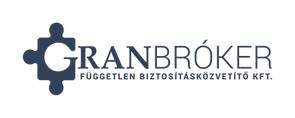 GRANBRÓKER
FÜGGETLEN BIZTOSÍTÁSKÖZVETÍTŐ KFT.